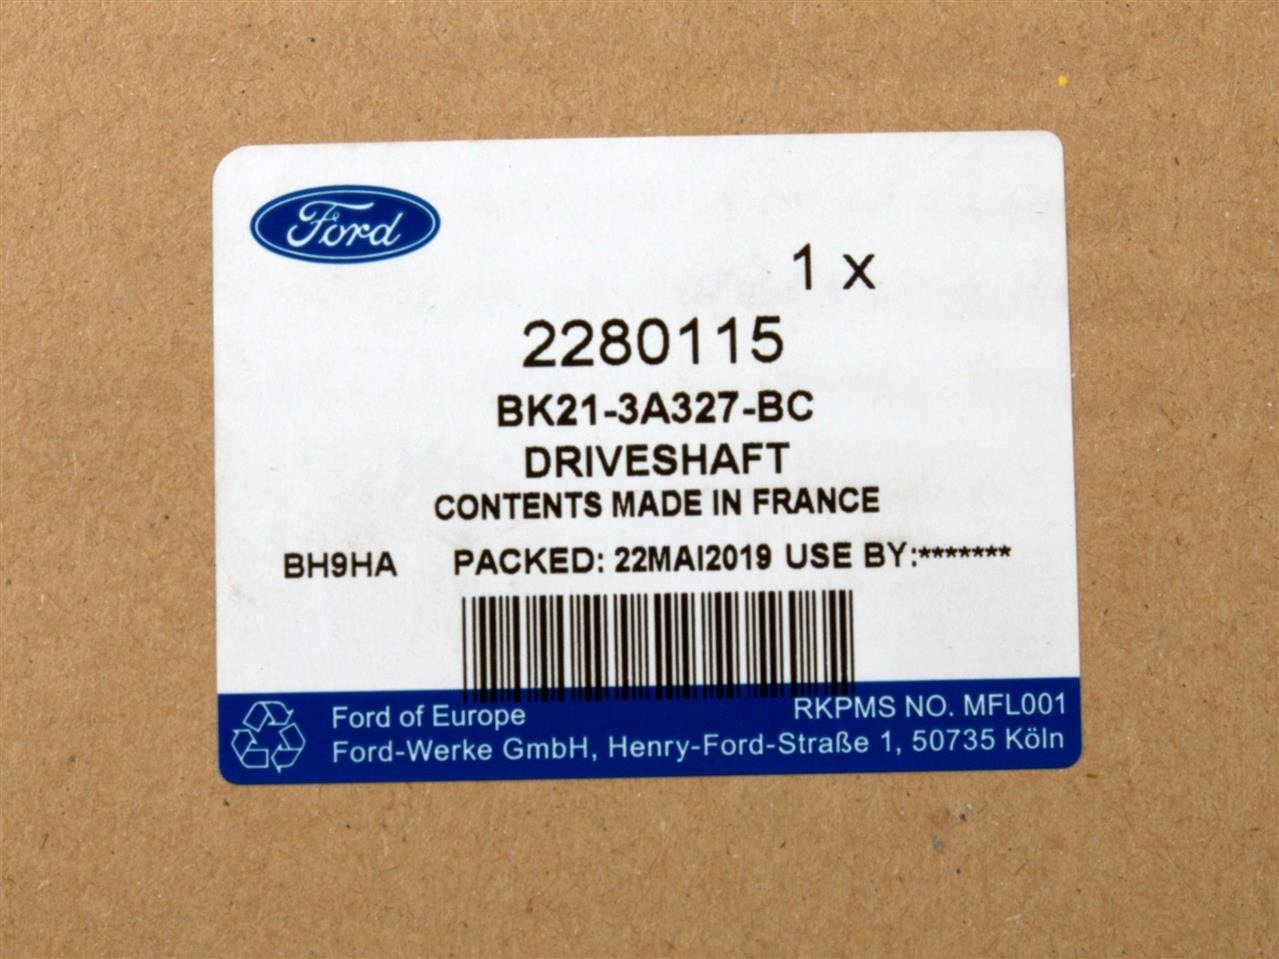 Ford
1 x
2280115
BK21-3A327-BC
DRIVESHAFT
CONTENTS MADE IN FRANCE
BH9HA PACKED: 22MAI2019 USE BY:*******
Ford of Europe RKPMS NO. MFL001
Ford-Werke GmbH, Henry-Ford-Straße 1, 50735 Köln